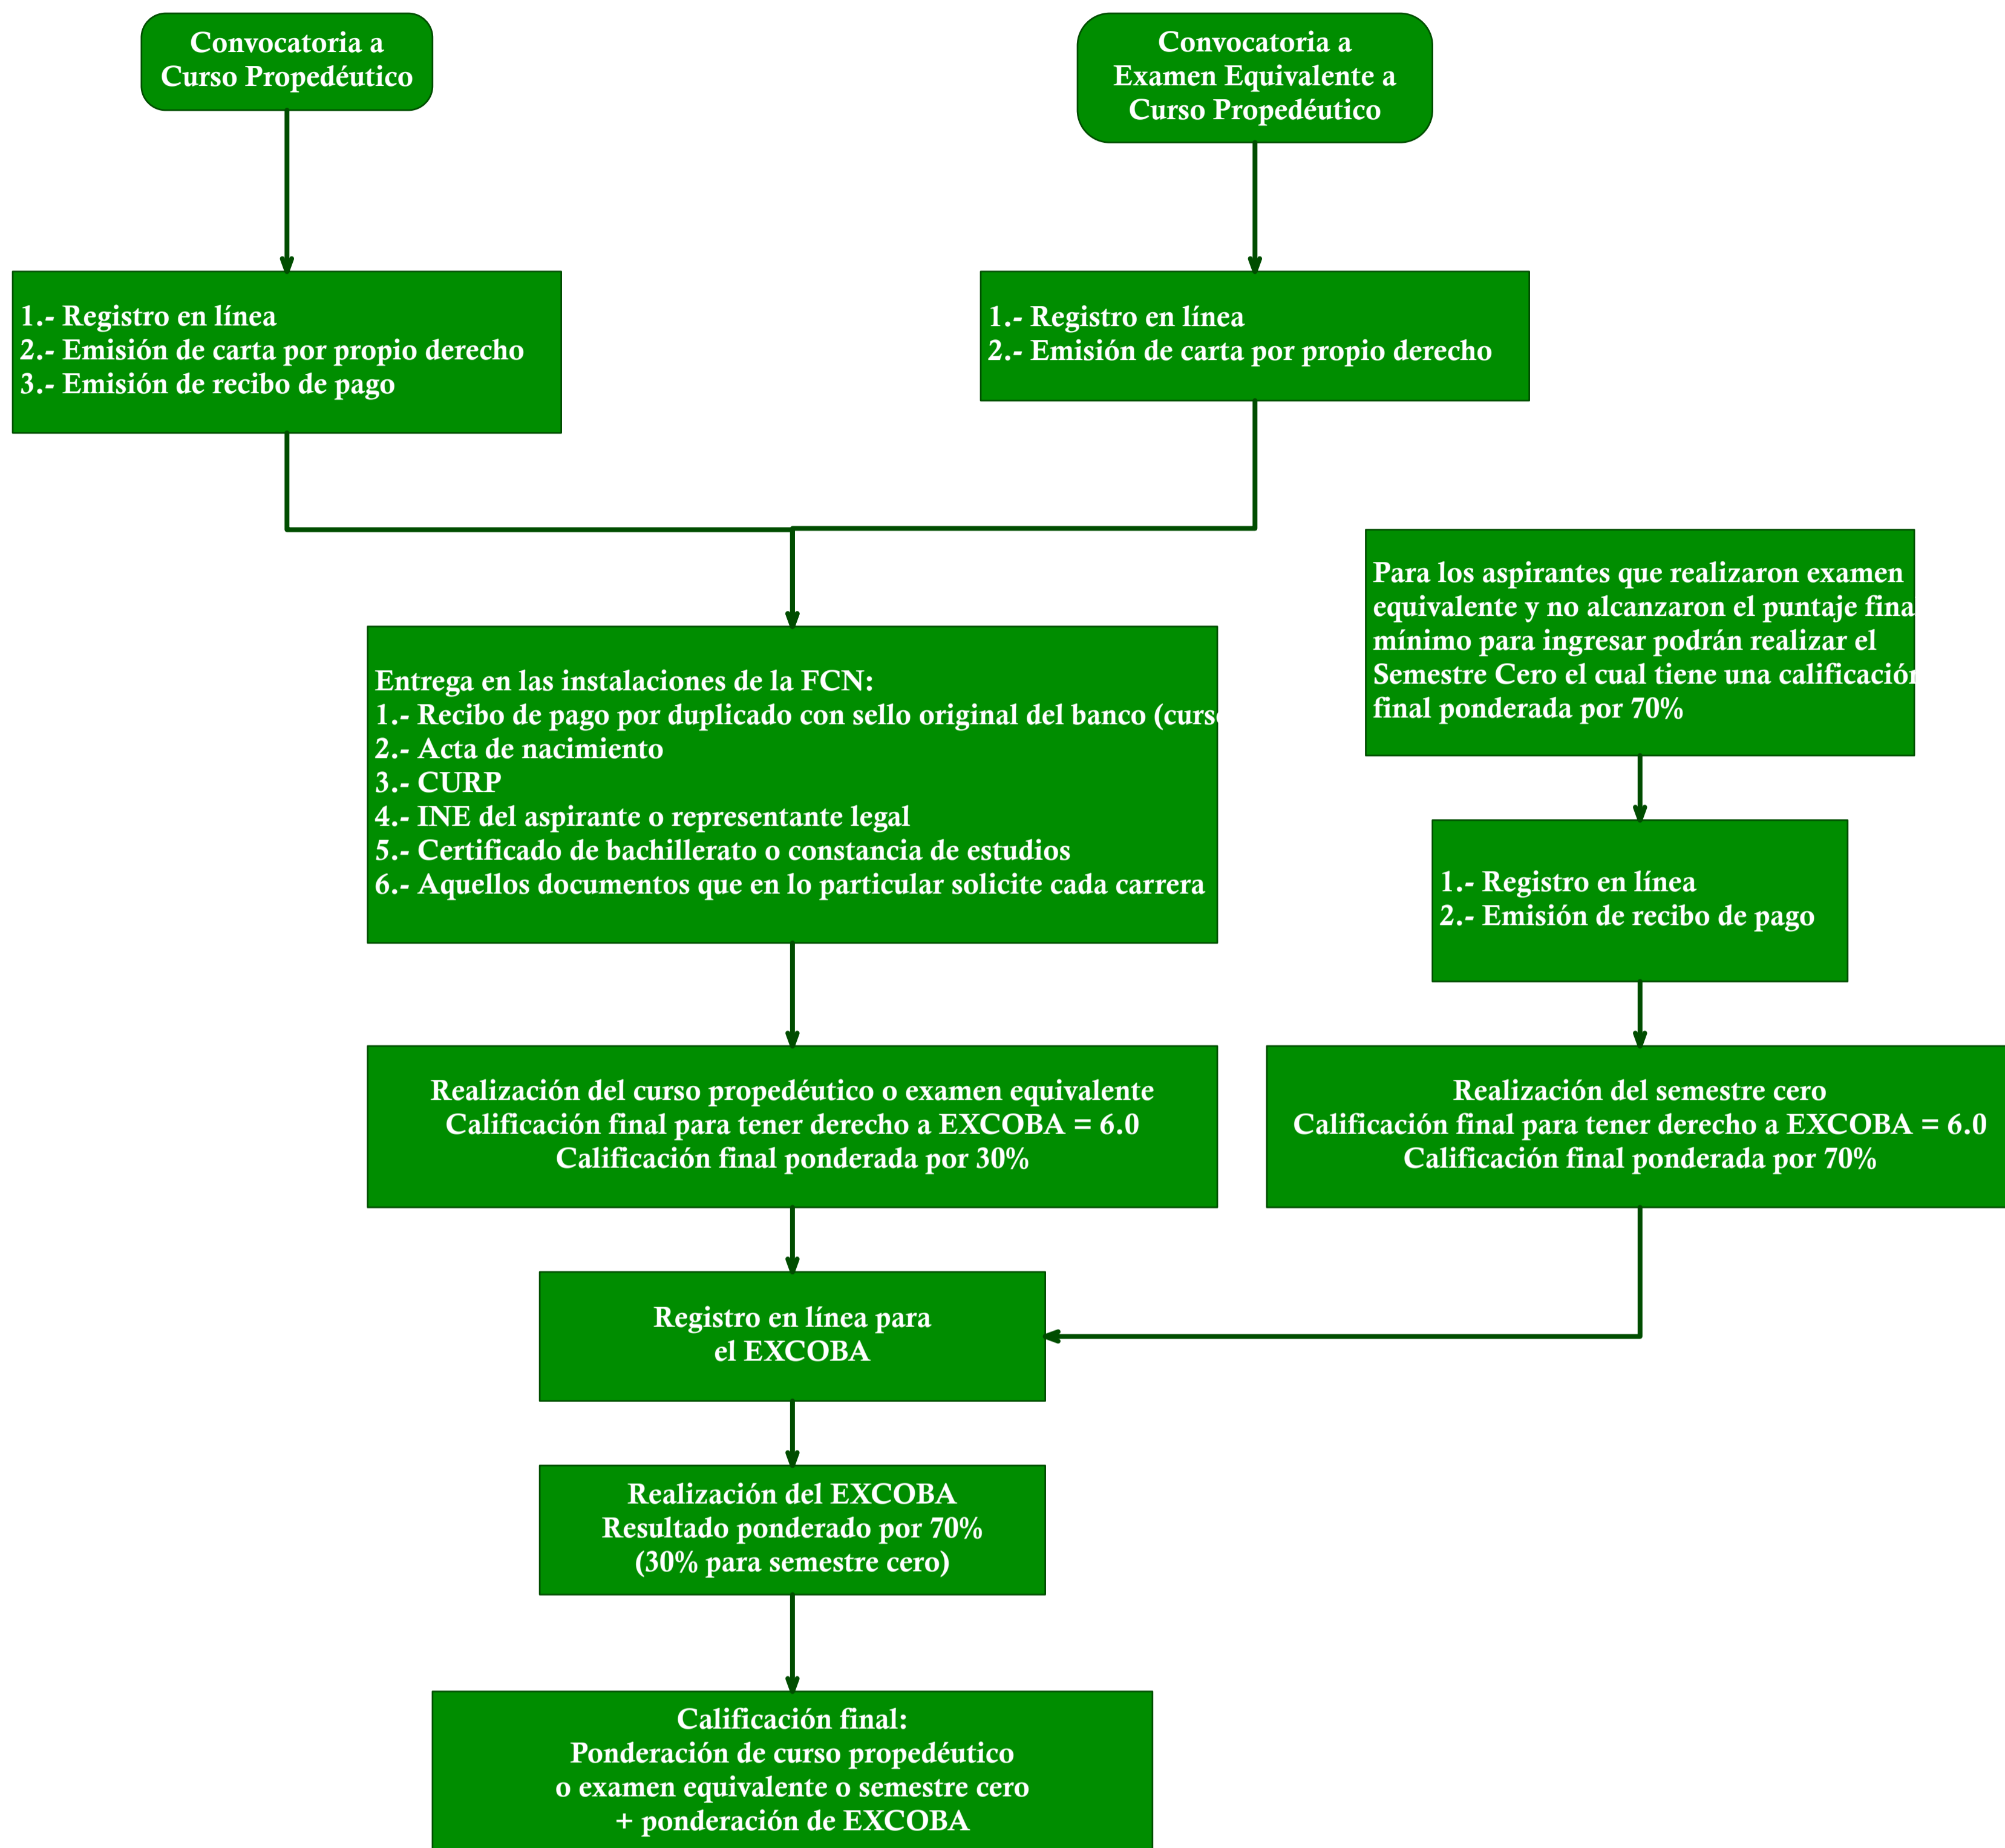 Convocatoria a
Curso Propedéutico
Convocatoria a
Examen Equivalente a
Curso Propedéutico
1.- Registro en línea
2.- Emisión de carta por propio derecho
3.- Emisión de recibo de pago
1.- Registro en línea
2.- Emisión de carta por propio derecho
Para los aspirantes que realizaron examen
equivalente y no alcanzaron el puntaje fina
mínimo para ingresar podrán realizar el
Semestre Cero el cual tiene una calificación
final ponderada por 70%
Entrega en las instalaciones de la FCN:
1.- Recibo de pago por duplicado con sello original del banco (curs
2.- Acta de nacimiento
3.- CURP
4.- INE del aspirante o representante legal
5.- Certificado de bachillerato o constancia de estudios
6.- Aquellos documentos que en lo particular solicite cada carrera
1.- Registro en línea
2.- Emisión de recibo de pago
Realización del curso propedéutico o examen equivalente
Calificación final para tener derecho a EXCOBA = 6.0
Calificación final ponderada por 30%
Realización del semestre cero
Calificación final para tener derecho a EXCOBA = 6.0
Calificación final ponderada por 70%
Registro en línea para
el EXCOBA
Realización del EXCOBA
Resultado ponderado por 70%
(30% para semestre cero)
Calificación final:
Ponderación de curso propedéutico
o examen equivalente o semestre cero
+ ponderación de EXCOBA